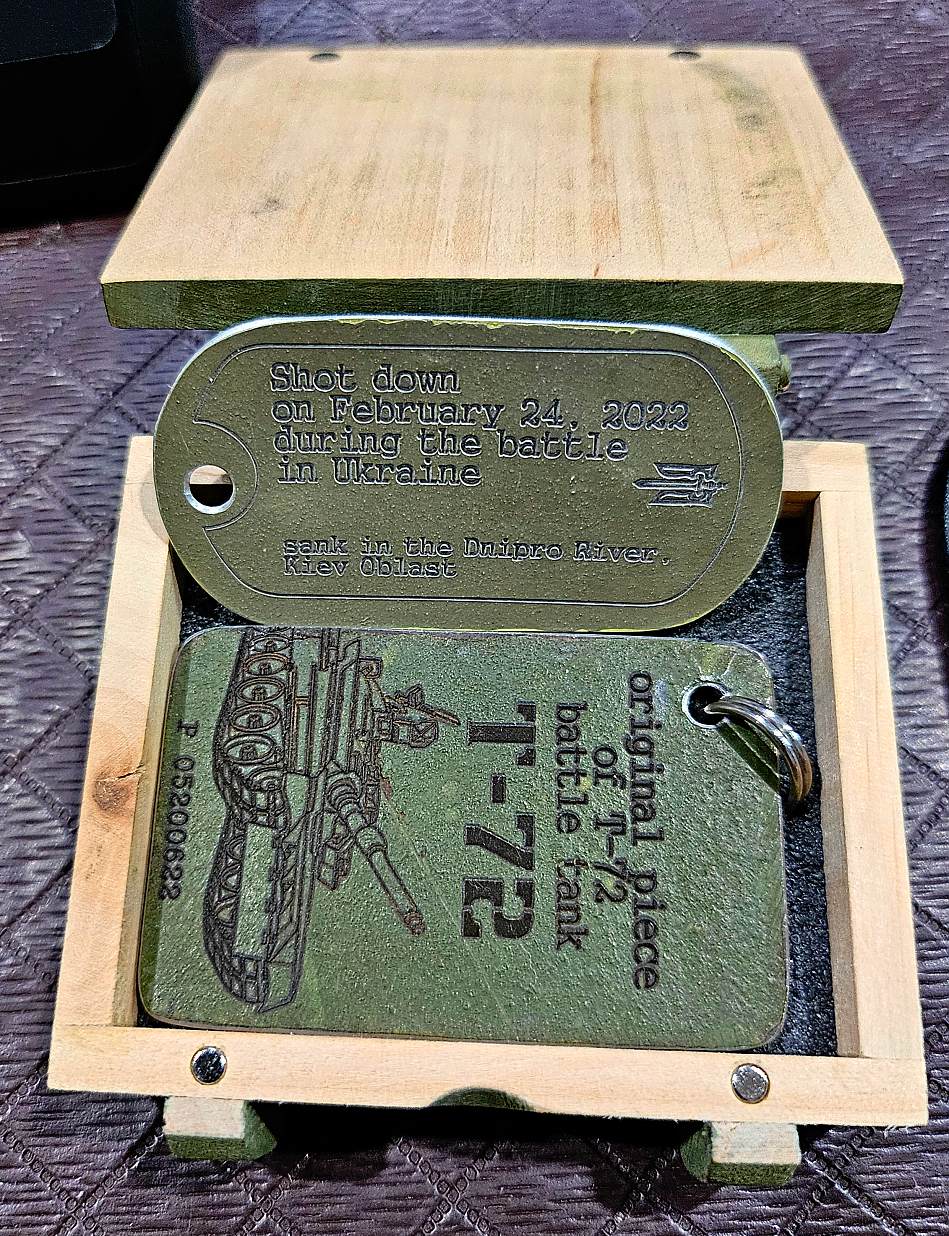 Shot down
on February 24, 2022
during the battle
in Ukraine
sank in the Dnipro River,
Kiev Oblast
original piece
of T-72
battle tank
T-72
P 05200622